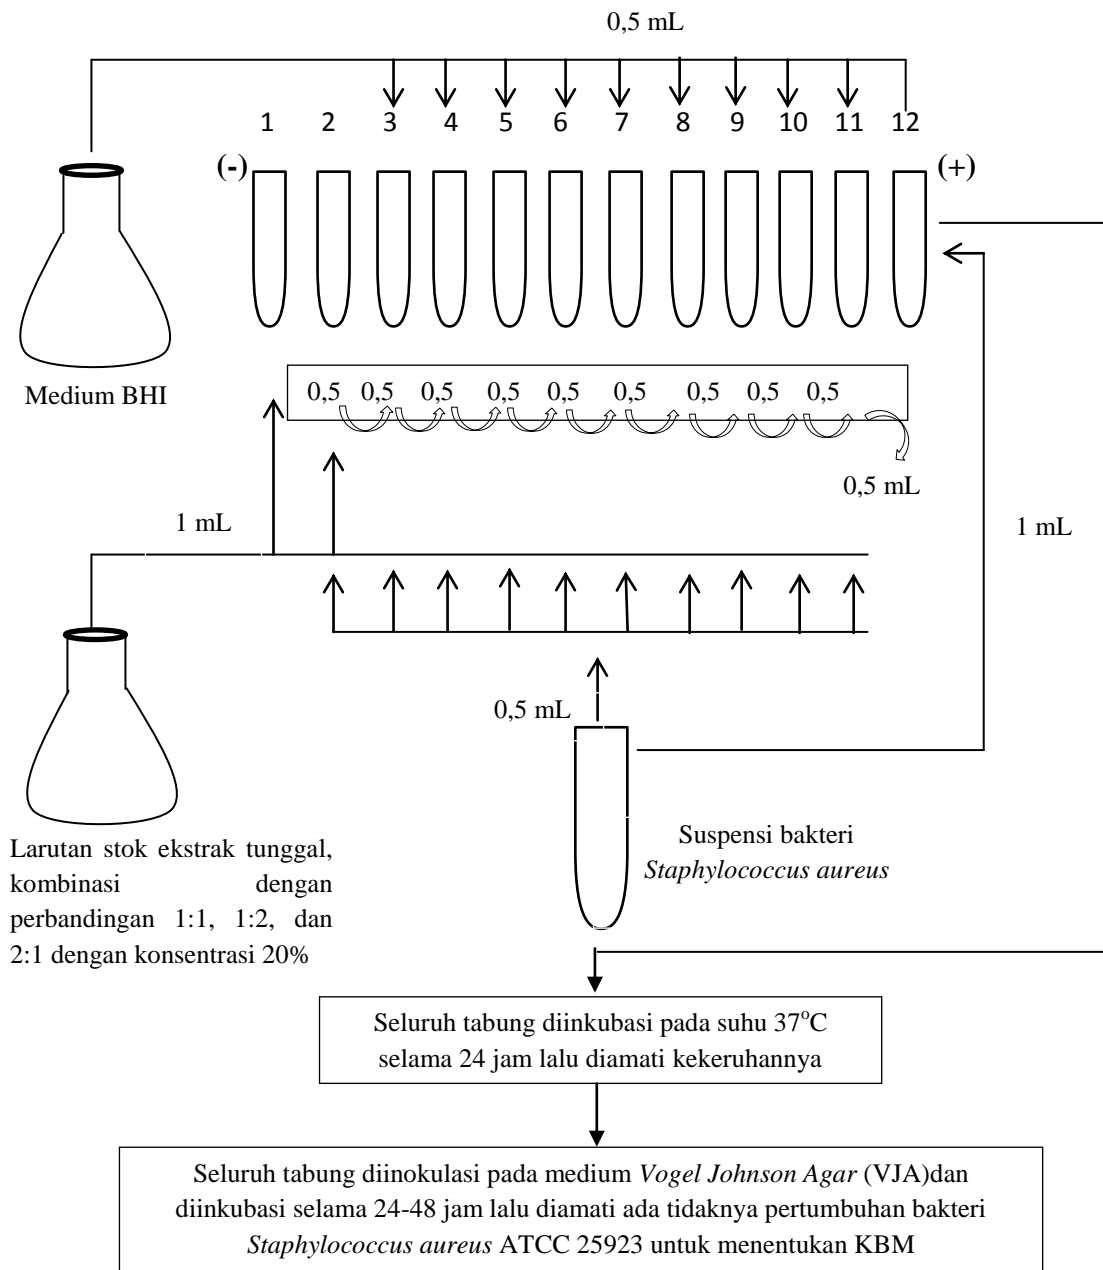 0,5 mL
1 2 3 4 5 6 7 8 9 10 11 12
(-) (+)
Medium BHI
0,5 0,5 0,5 0,5 0,5 0,5 0,5 0,5 0,5
0,5 mL
1 mL 1 mL
0,5 mL
Suspensi bakteri
Staphylococcus aureus
Larutan stok ekstrak tunggal,
kombinasi dengan
perbandingan 1:1, 1:2, dan
2:1 dengan konsentrasi 20%
Seluruh tabung diinkubasi pada suhu 37°C
selama 24 jam lalu diamati kekeruhannya
Seluruh tabung diinokulasi pada medium Vogel Johnson Agar (VJA)dan
diinkubasi selama 24-48 jam lalu diamati ada tidaknya pertumbuhan bakteri
Staphylococcus aureus ATCC 25923 untuk menentukan KBM